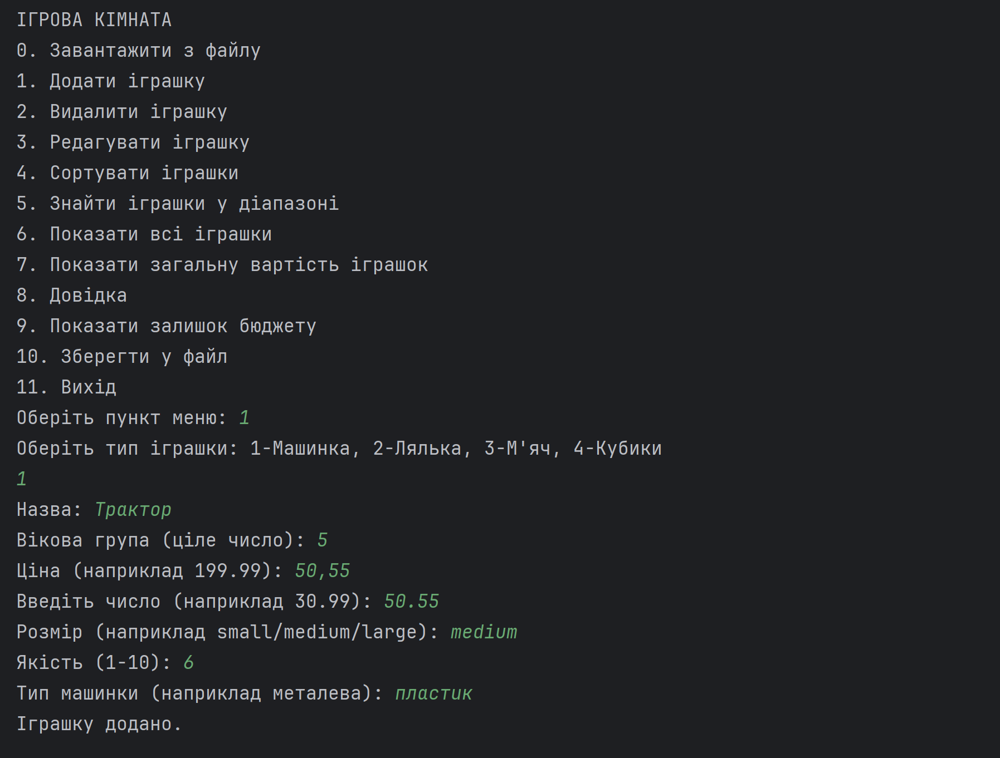 ІГРОВА КІМНАТА
0. Завантажити з файлу
1. Додати іграшку
2. Видалити іграшку
3. Редагувати іграшку
4. Сортувати іграшки
5. Знайти іграшки у діапазоні
6. Показати всі іграшки
7. Показати загальну вартість іграшок
8. Довідка
9. Показати залишок бюджету
10. Зберегти у файл
11. Вихід
Оберіть пункт меню: 1
Оберіть тип іграшки: 1-Машинка, 2-Лялька, 3-М'яч, 4-Кубики
1
Назва: Трактор
Вікова група (ціле число): 5
Ціна (наприклад 199.99): 50,55
Введіть число (наприклад 30.99): 50.55
Розмір (наприклад small/medium/large): medium
Якість (1-10): 6
Тип машинки (наприклад металева): пластик
Іграшку додано.